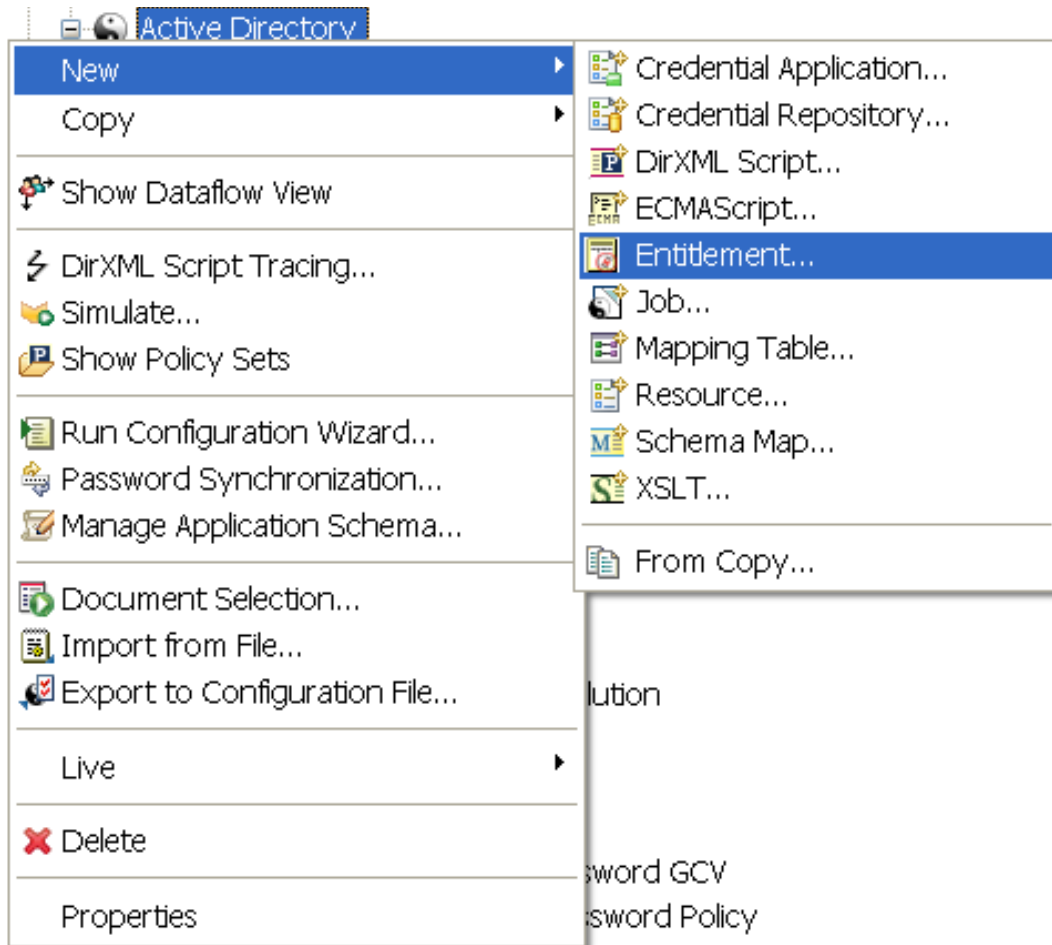 Active Directory
New
Copy
Show Dataflow View
DirXML Script Tracing...
Simulate...
Show Policy Sets
Run Configuration Wizard...
Password Synchronization...
Manage Application Schema...
Document Selection...
Import from File...
Export to Configuration File...
Live
Delete
Properties
Credential Application...
Credential Repository...
DirXML Script...
ECMAScript...
Entitlement...
Job...
Mapping Table...
Resource...
Schema Map...
XSLT...
From Copy...
lution
sword GCV
ssword Policy